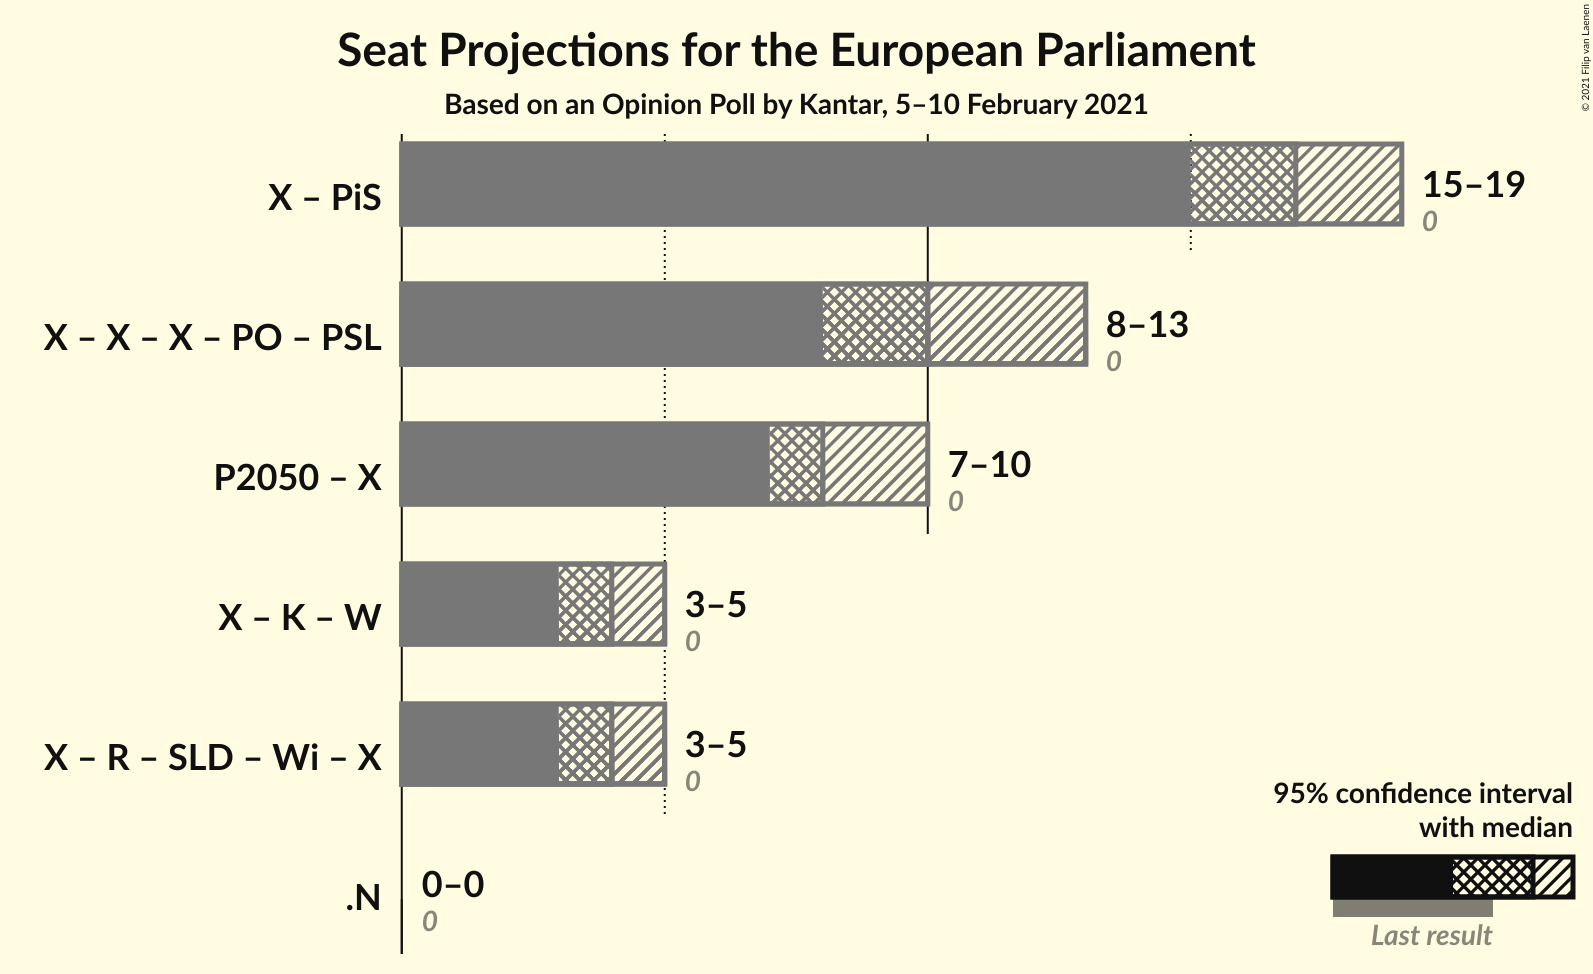 Seat Projections for the European Parliament
Based on an Opinion Poll by Kantar, 5–10 February 2021
© 2021 Filip van Laenen
X – PiS
15–19
0
X – X – X – PO – PSL
8–13
0
P2050 – X
7–10
0
X – K – W
3–5
0
X – R – SLD – Wi – X
3–5
0
.N
0–0
0
95% confidence interval
with median
Last result